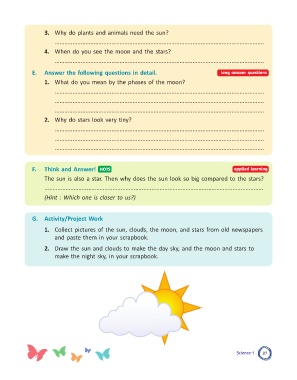 3. Why do plants and animals need the sun?
4. When do you see the moon and the stars?
E. Answer the following questions in detail. long answer questions
1. What do you mean by the phases of the moon?
2. Why do stars look very tiny?
F. Think and Answer! HOTS applied learning
The sun is also a star. Then why does the sun look so big compared to the stars?
(Hint : Which one is closer to us?)
G. Activity/Project Work
1. Collect pictures of the sun, clouds, the moon, and stars from old newspapers
and paste them in your scrapbook.
2. Draw the sun and clouds to make the day sky, and the moon and stars to
make the night sky, in your scrapbook.
Science-1 37